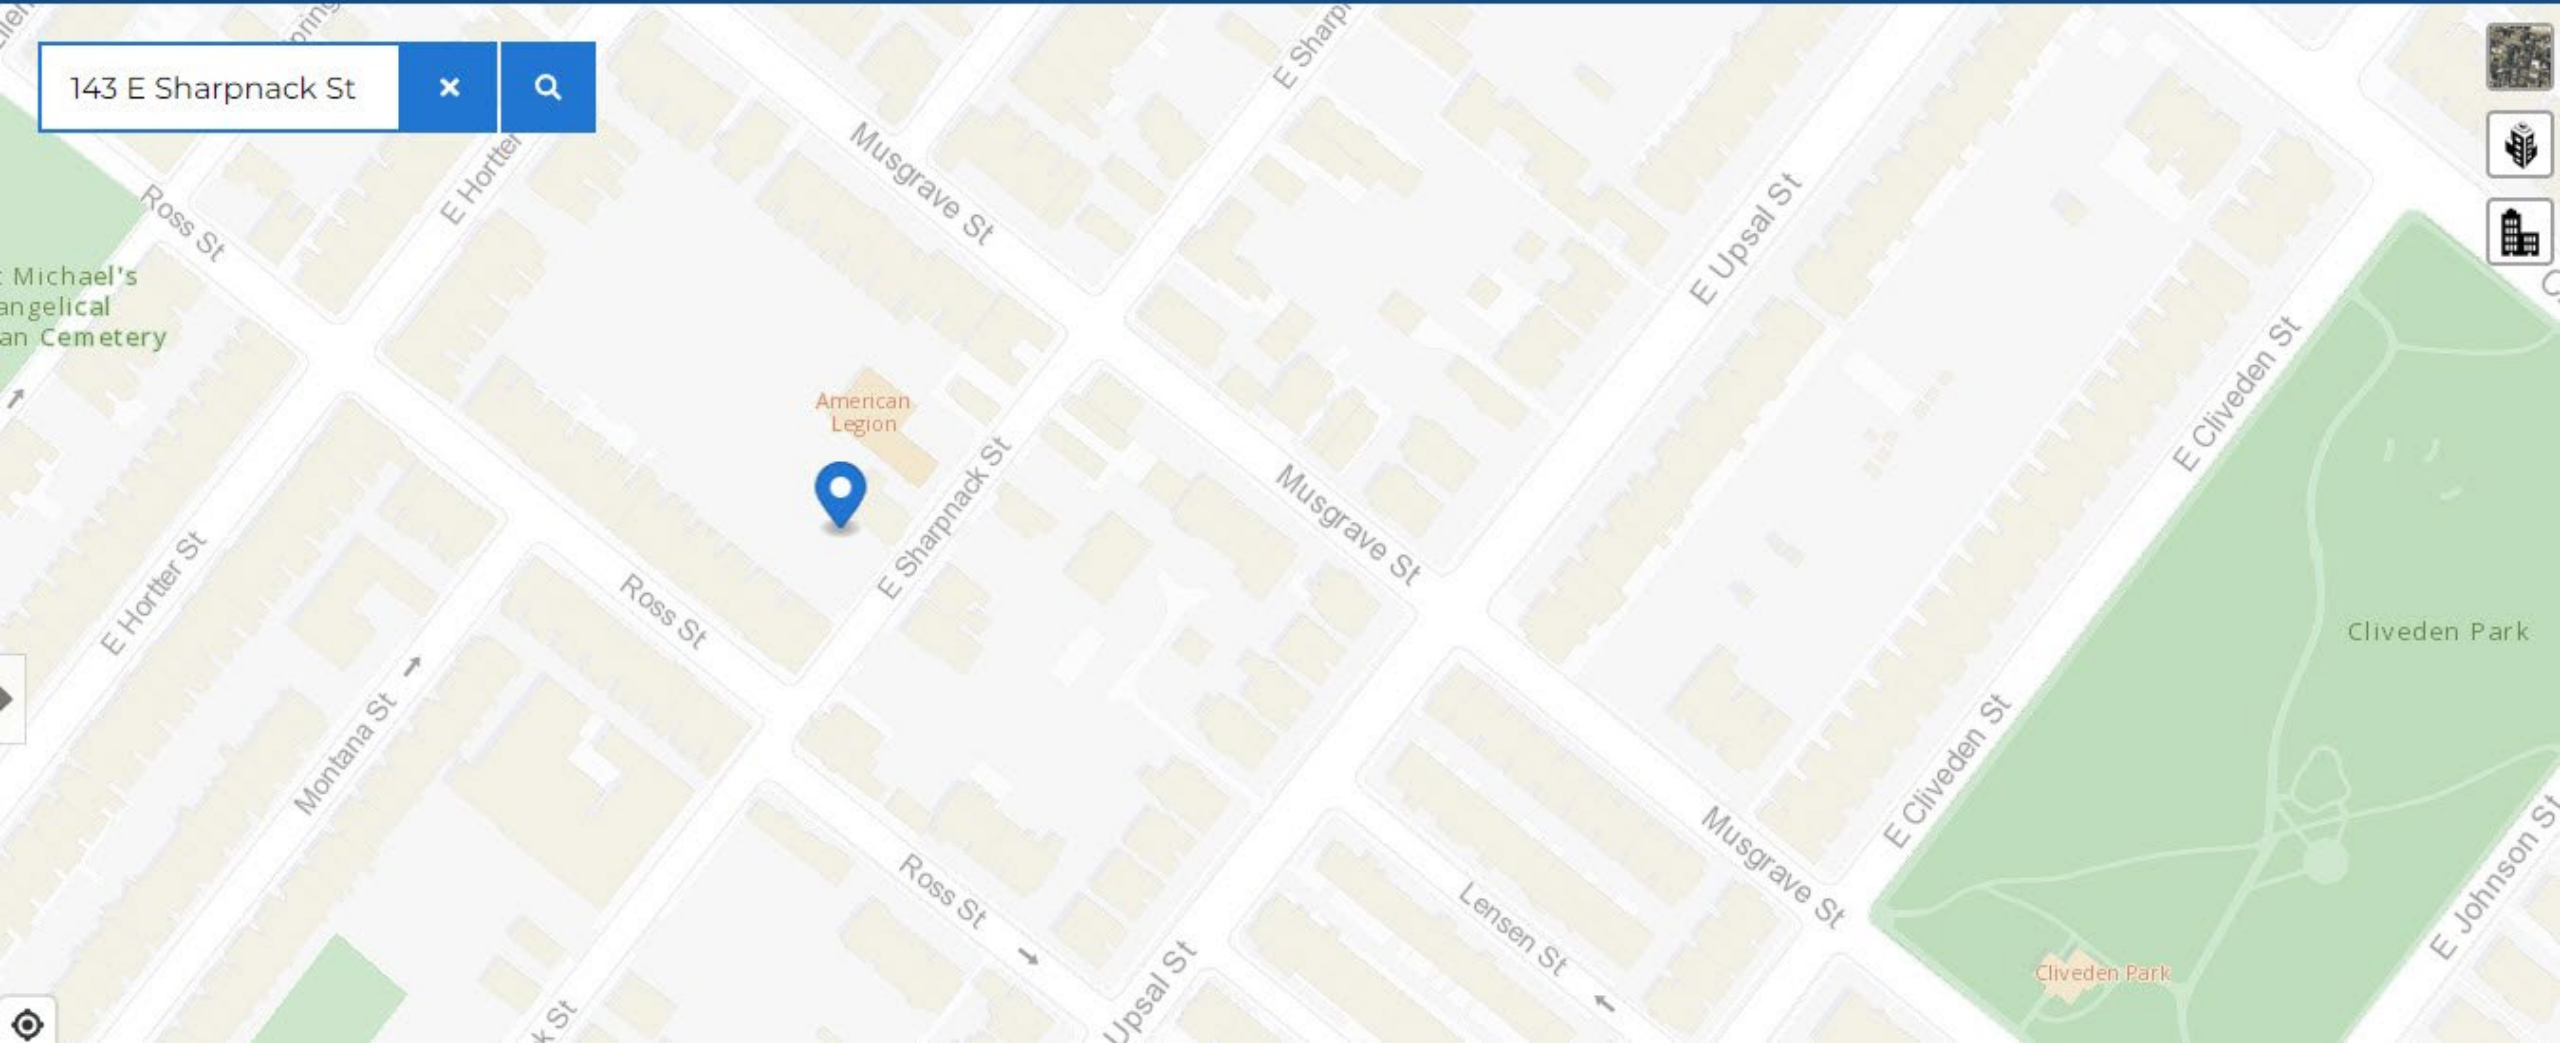 143 E Sharpnack St
E Sharp
E Hortter
Musgrave St
Ross St
E Upsal St
Michael's
angelical
an Cemetery
E Cliveden St
American
Legion
E Sharpnack St
Musgrave St
E Hortter St
Ross St
Cliveden Park
Montana St
E Cliveden St
Musgrave St
Ross St
Lensen St
E Johnson St
Cliveden Park
Upsal St
k St